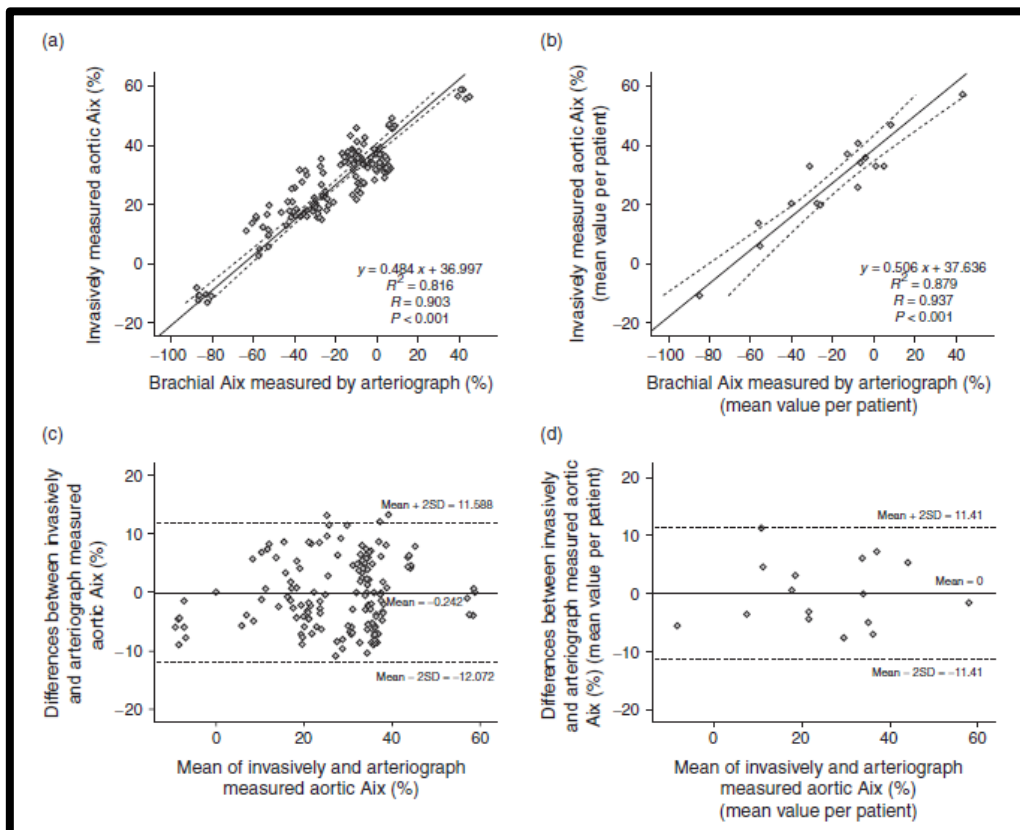 (a)
Invasively measured aortic Aix (%)
60
40
20
0
−20
−100 −80 −60 −40 −20 0 20 40
y = 0.484 x + 36.997
R² = 0.816
R = 0.903
P < 0.001
Brachial Aix measured by arteriograph (%)
(b)
Invasively measured aortic Aix (%)
(mean value per patient)
60
40
20
0
−20
−100 −80 −60 −40 −20 0 20 40
y = 0.506 x + 37.636
R² = 0.879
R = 0.937
P < 0.001
Brachial Aix measured by arteriograph (%)
(mean value per patient)
(c)
Differences between invasively
and arteriograph measured
aortic Aix (%)
20
10
0
−10
−20
0 20 40 60
Mean + 2SD = 11.588
Mean = −0.242
Mean − 2SD = −12.072
Mean of invasively and arteriograph
measured aortic Aix (%)
(d)
Differences between invasively
and arteriograph measured aortic
Aix (%) (mean value per patient)
20
10
0
−10
−20
0 20 40 60
Mean + 2SD = 11.41
Mean = 0
Mean − 2SD = −11.41
Mean of invasively and arteriograph
measured aortic Aix (%)
(mean value per patient)